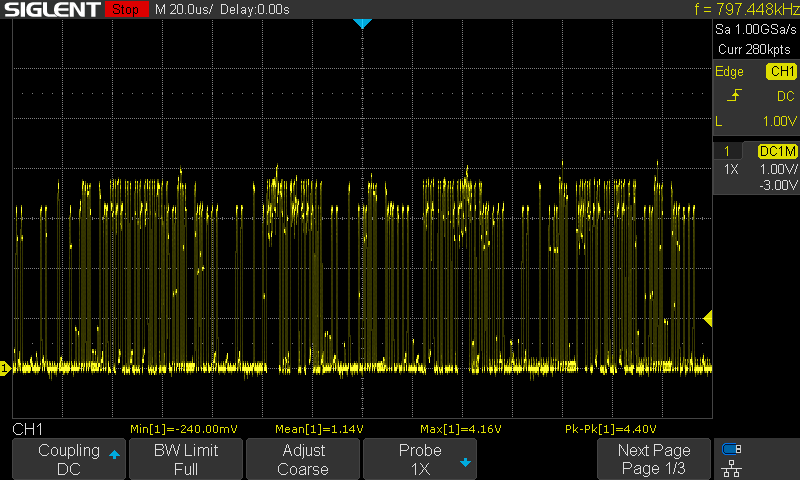 SIGLENT Stop M 20.0us/ Delay:0.00s f = 797.448kHz
Sa 1.00GSa/s
Curr 280kpts
Edge CH1
DC
L 1.00V
1 DC1M
1X 1.00V/
-3.00V
1
CH1 Min[1]=-240.00mV Mean[1]=1.14V Max[1]=4.16V Pk-Pk[1]=4.40V
Coupling BW Limit Adjust Probe Next Page
DC Full Coarse 1X Page 1/3